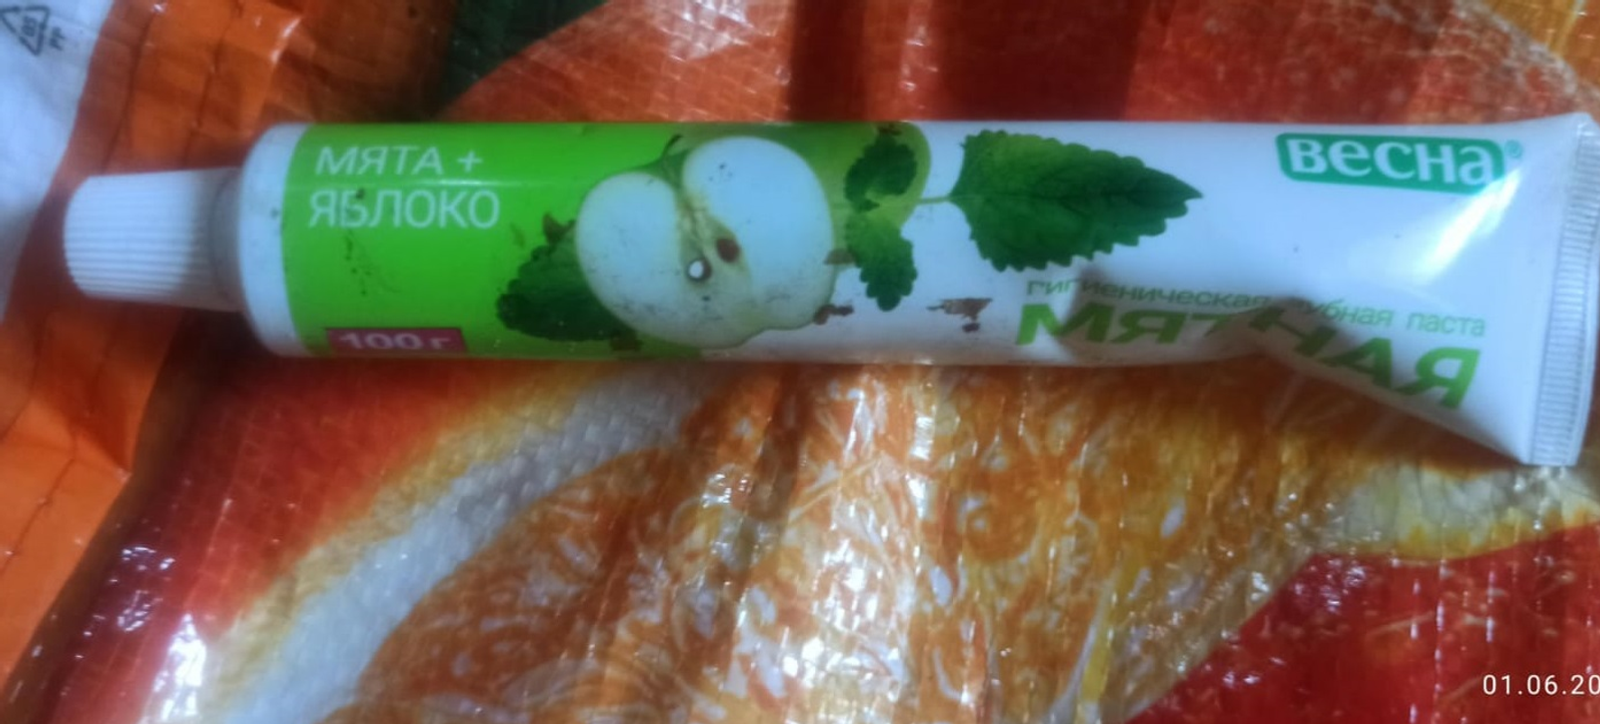 МЯТА +
ЯБЛОКО
100 г
весна
гигиеническая зубная паста
МЯТНАЯ
01.06.20